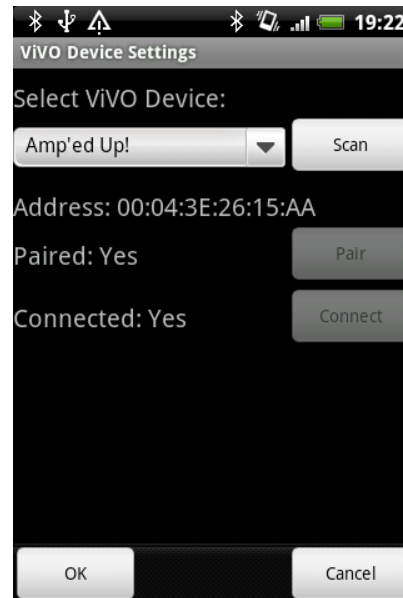 19:22
ViVO Device Settings
Select ViVO Device:
Amp'ed Up!
Scan
Address: 00:04:3E:26:15:AA
Paired: Yes
Pair
Connected: Yes
Connect
OK
Cancel